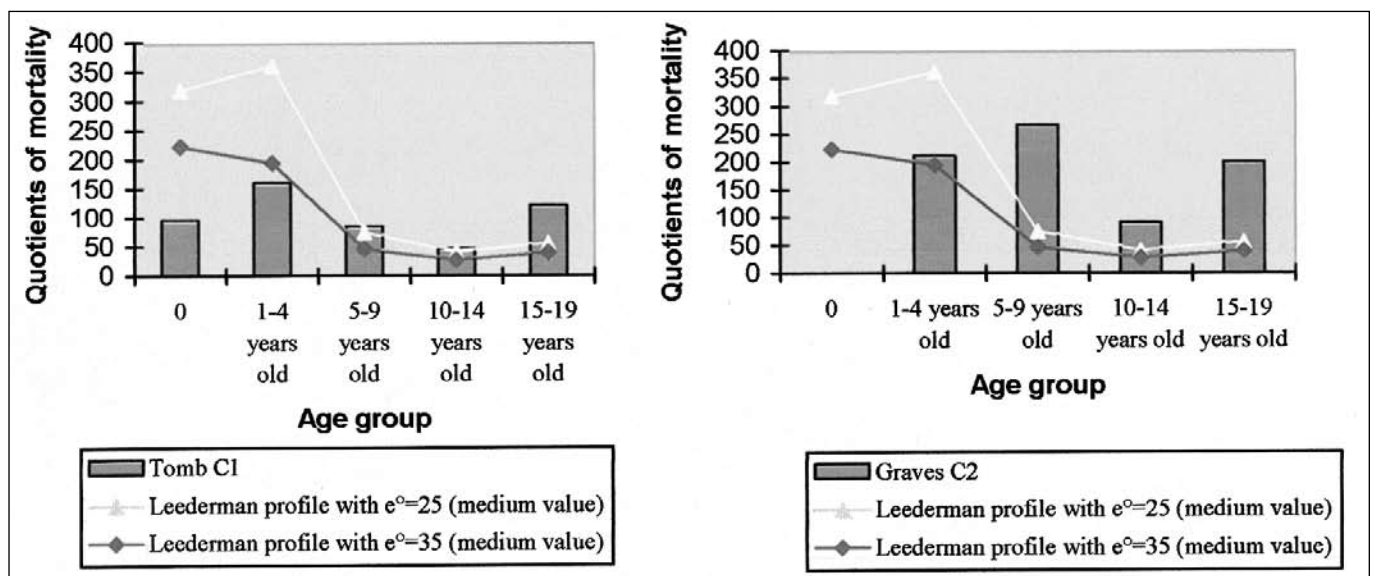 Quotients of mortality
400
350
300
250
200
150
100
50
0
0
1-4 years old
5-9 years old
10-14 years old
15-19 years old
Age group
Tomb C1
Leederman profile with e°=25 (medium value)
Leederman profile with e°=35 (medium value)
Quotients of mortality
400
350
300
250
200
150
100
50
0
0
1-4 years old
5-9 years old
10-14 years old
15-19 years old
Age group
Graves C2
Leederman profile with e°=25 (medium value)
Leederman profile with e°=35 (medium value)